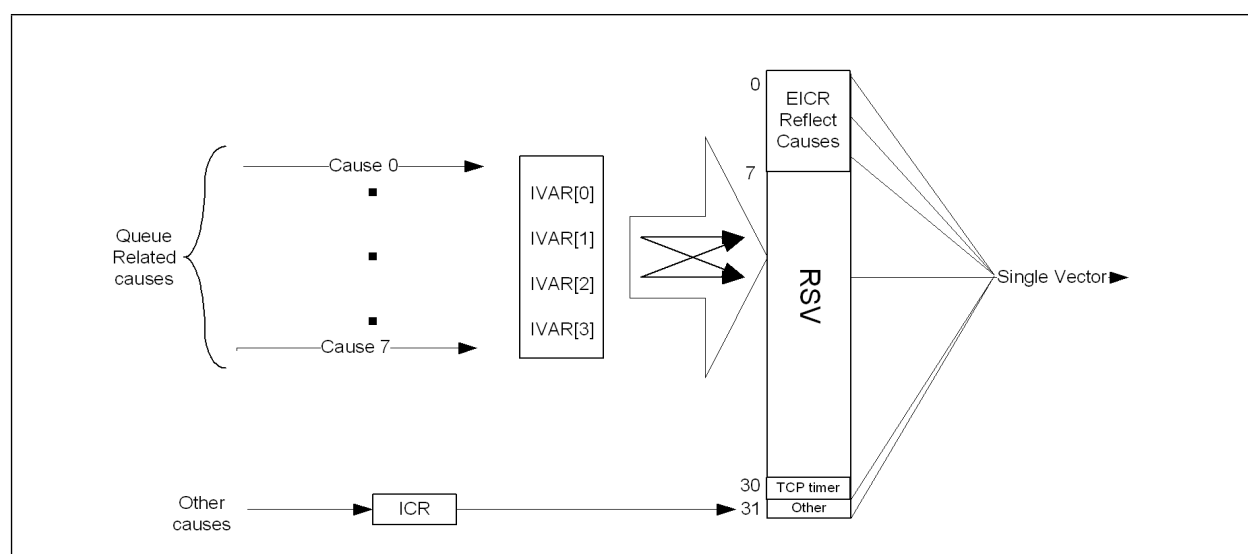 Queue
Related
causes
Cause 0
Cause 7
IVAR[0]
IVAR[1]
IVAR[2]
IVAR[3]
0
EICR
Reflect
Causes
7
RSV
30
TCP timer
31
Other
Single Vector
Other
causes
ICR